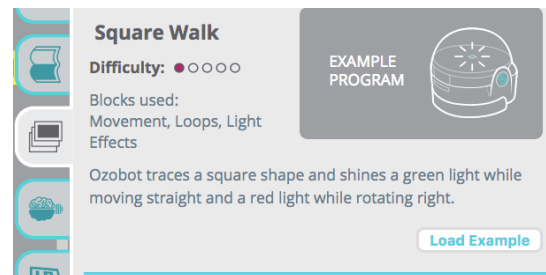 Square Walk
Difficulty:
EXAMPLE
PROGRAM
Blocks used:
Movement, Loops, Light
Effects
Ozobot traces a square shape and shines a green light while
moving straight and a red light while rotating right.
Load Example